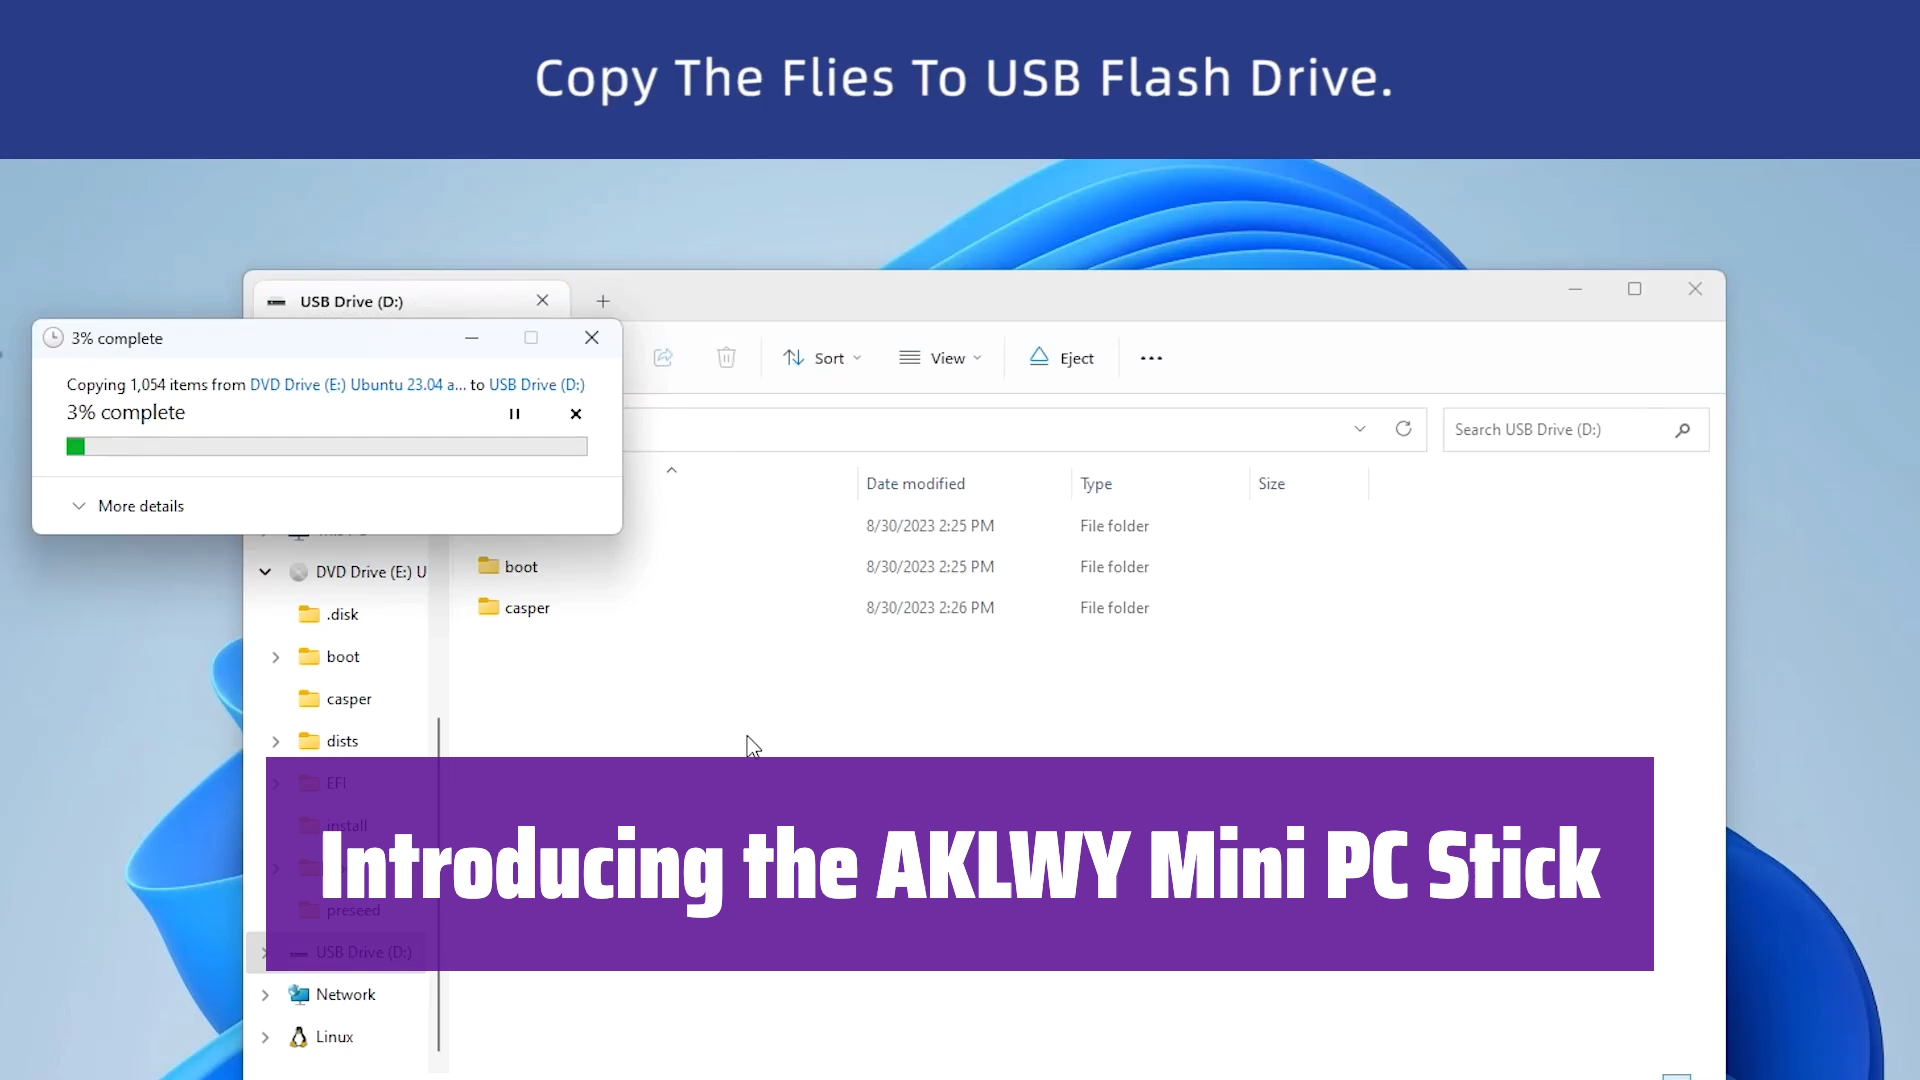 Copy The Flies To USB Flash Drive.
USB Drive (D:)
3% complete
Sort
View
Eject
Copying 1,054 items from DVD Drive (E:) Ubuntu 23.04 a... to USB Drive (D:)
3% complete
Search USB Drive (D:)
Date modified
Type
Size
More details
8/30/2023 2:25 PM
File folder
boot
8/30/2023 2:25 PM
File folder
casper
8/30/2023 2:26 PM
File folder
DVD Drive (E:) U
.disk
boot
casper
dists
EFI
install
Introducing the AKLWY Mini PC Stick
preseed
USB Drive (D:)
Network
Linux